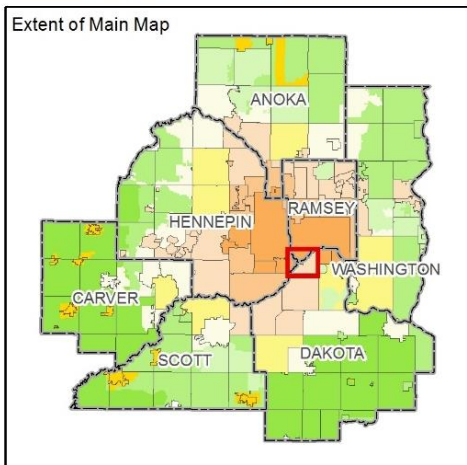 Extent of Main Map
ANOKA
HENNEPIN
RAMSEY
WASHINGTON
CARVER
SCOTT
DAKOTA